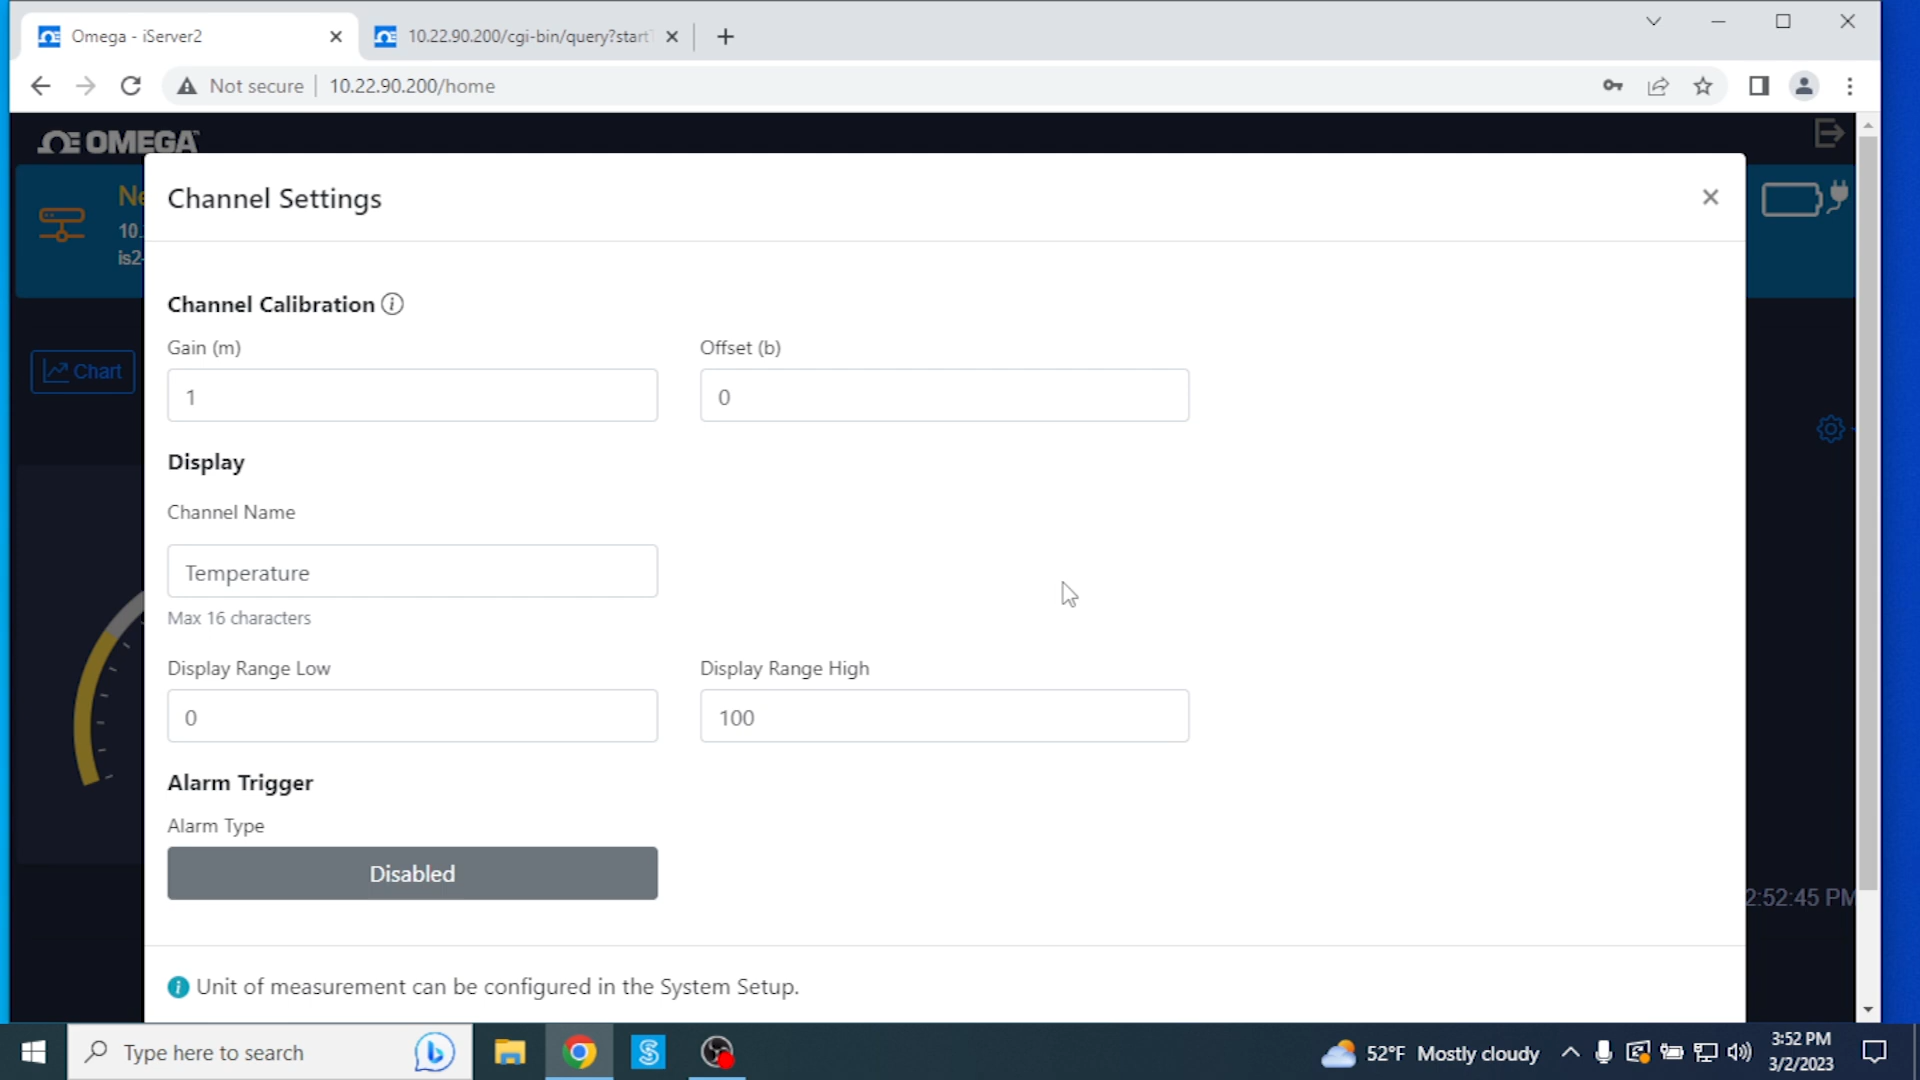 Omega - iServer2
10.22.90.200/cgi-bin/query?start
Not secure
10.22.90.200/home
OMEGA
Channel Settings
Channel Calibration
Gain (m)
Offset (b)
1
0
Chart
Display
Channel Name
Temperature
Max 16 characters
Display Range Low
Display Range High
0
100
Alarm Trigger
Alarm Type
Disabled
2:52:45 PM
Unit of measurement can be configured in the System Setup.
Type here to search
52°F Mostly cloudy
3:52 PM
3/2/2023